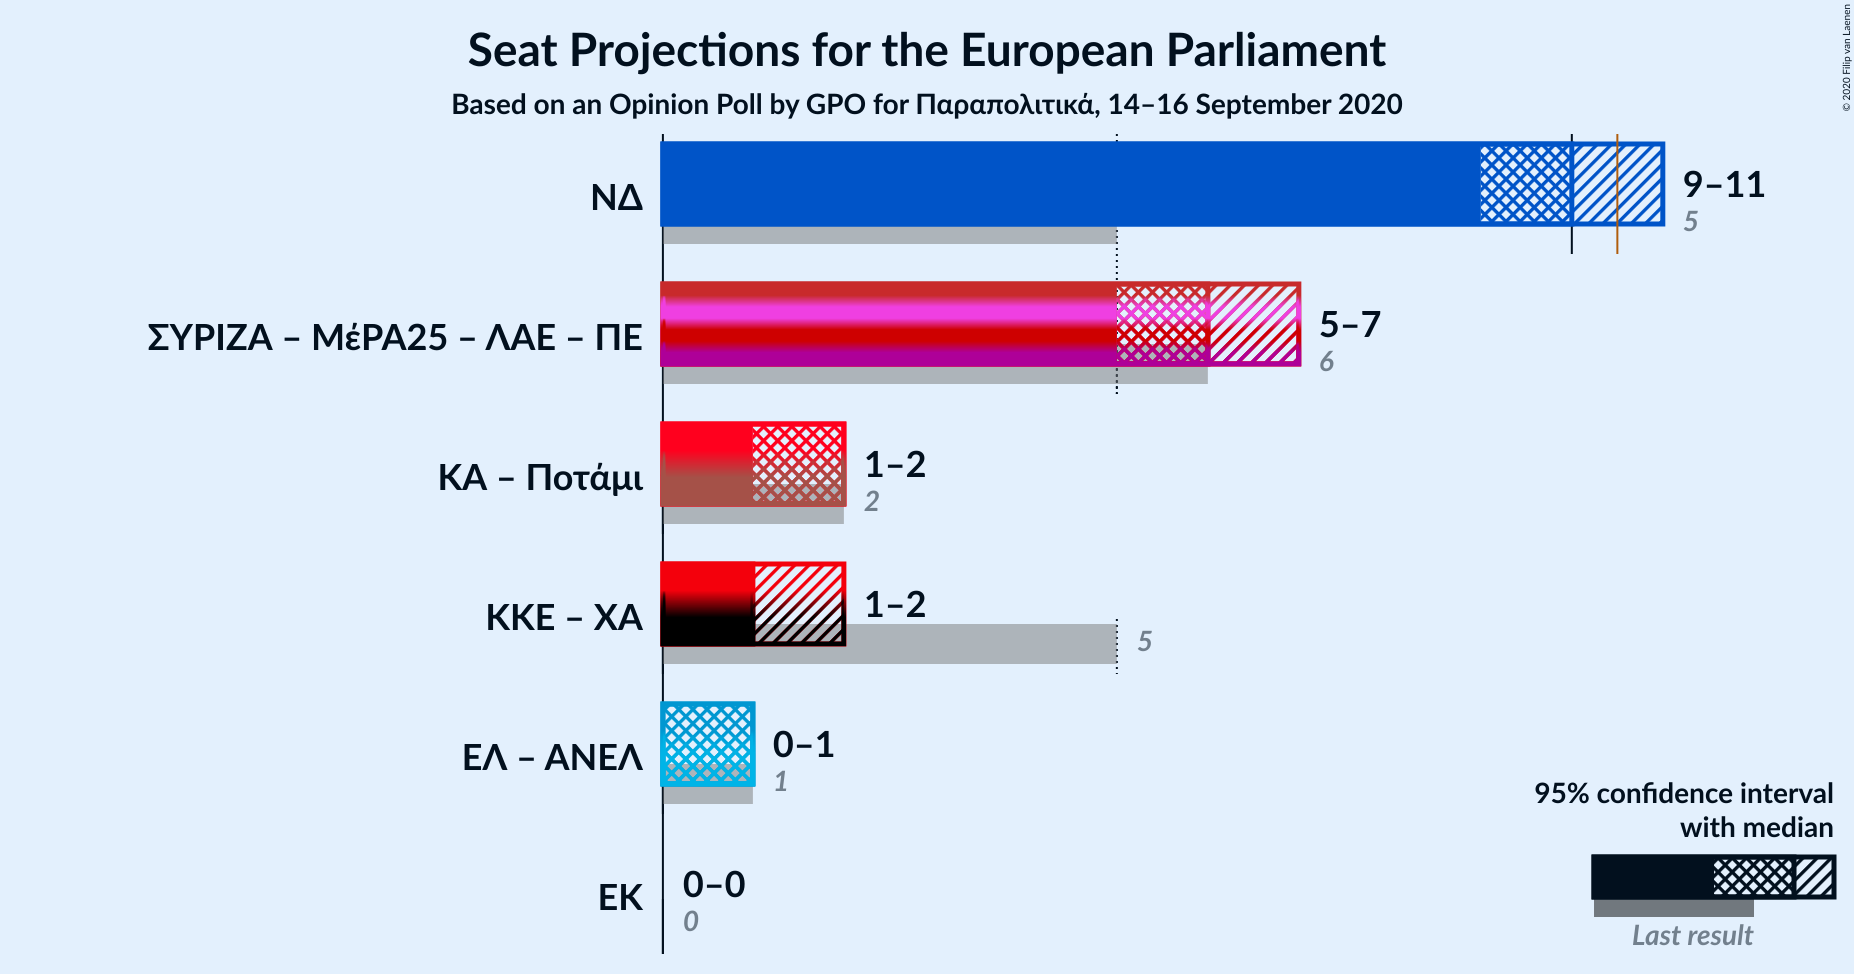 Seat Projections for the European Parliament
Based on an Opinion Poll by GPO for Παραπολιτικά, 14–16 September 2020
© 2020 Filip van Laenen
ΝΔ
9–11
5
ΣΥΡΙΖΑ – ΜέΡΑ25 – ΛΑΕ – ΠΕ
5–7
6
ΚΑ – Ποτάμι
1–2
2
ΚΚΕ – ΧΑ
1–2
5
ΕΛ – ΑΝΕΛ
0–1
1
ΕΚ
0–0
0
95% confidence interval
with median
Last result